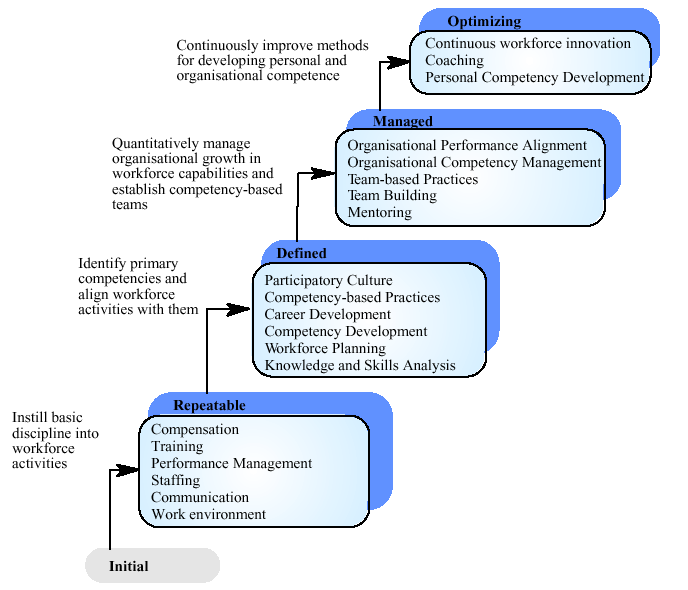 Optimizing
Continuously improve methods
for developing personal and
organisational competence
Continuous workforce innovation
Coaching
Personal Competency Development
Managed
Quantitatively manage
organisational growth in
workforce capabilities and
establish competency-based
teams
Organisational Performance Alignment
Organisational Competency Management
Team-based Practices
Team Building
Mentoring
Defined
Identify primary
competencies and
align workforce
activities with them
Participatory Culture
Competency-based Practices
Career Development
Competency Development
Workforce Planning
Knowledge and Skills Analysis
Repeatable
Instill basic
discipline into
workforce
activities
Compensation
Training
Performance Management
Staffing
Communication
Work environment
Initial